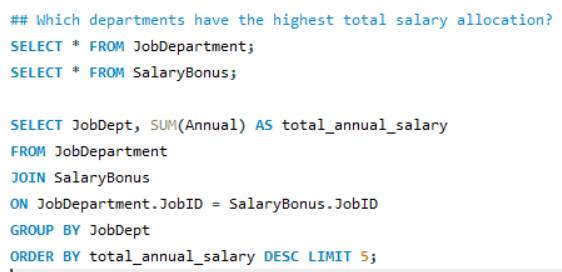 ## Which departments have the highest total salary allocation?
SELECT * FROM JobDepartment;
SELECT * FROM SalaryBonus;
SELECT JobDept, SUM(Annual) AS total_annual_salary
FROM JobDepartment
JOIN SalaryBonus
ON JobDepartment.JobID = SalaryBonus.JobID
GROUP BY JobDept
ORDER BY total_annual_salary DESC LIMIT 5;